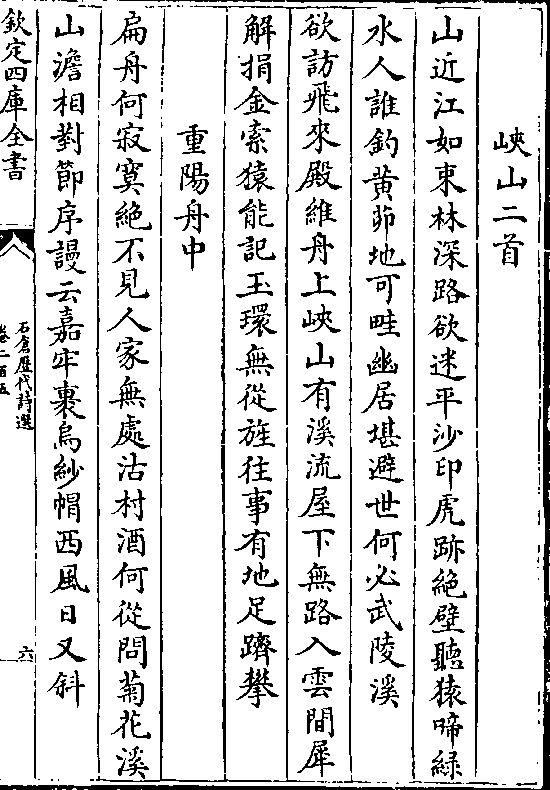 峽山二首
山近江如束林深路欲迷平沙印虎跡絶壁聽猿啼緑
水人誰釣黄茆地可畦幽居堪避世何必武陵溪
欲訪飛來殿維舟上峽山有溪流屋下無路入雲間犀
解捐金索猿能記玉環無從旌往事有地足躋攀
重陽舟中
扁舟何寂寞絶不見人家無處沽村酒何從問菊花溪
山澹相對節序謾云嘉牢裹烏紗帽西風日又斜
欽定四庫全書
石倉歷代詩選
卷二百五
六